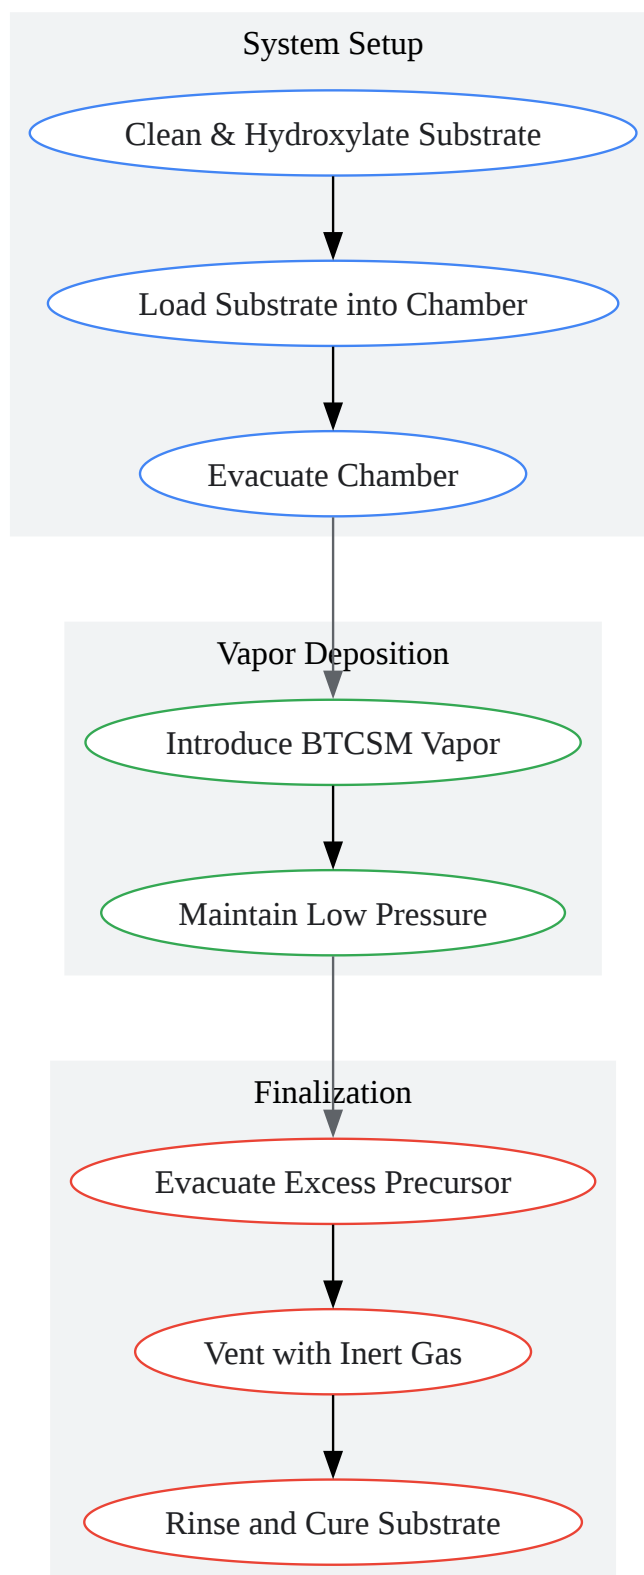 System Setup
Clean & Hydroxylate Substrate
Load Substrate into Chamber
Evacuate Chamber
Vapor Deposition
Introduce BTCSM Vapor
Maintain Low Pressure
Finalization
Evacuate Excess Precursor
Vent with Inert Gas
Rinse and Cure Substrate